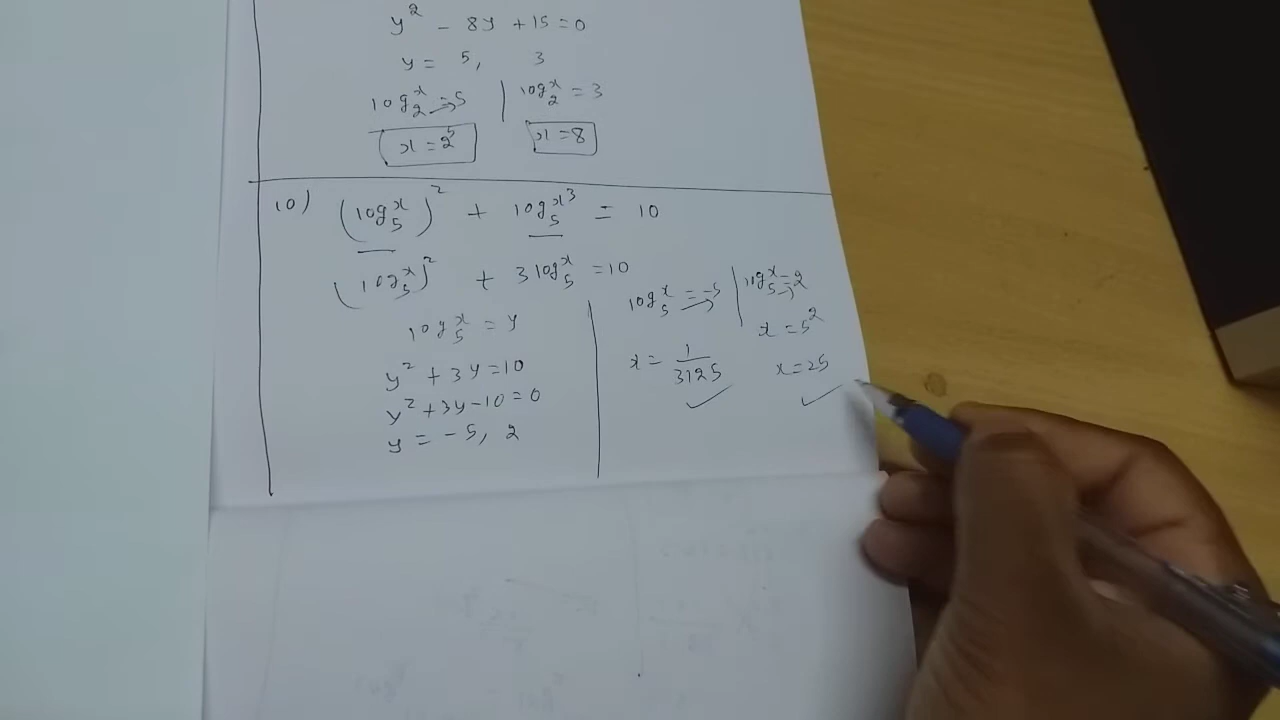 y² - 8y + 15 = 0
y = 5, 3
log₂ˣ = 5 | log₂ˣ = 3
x = 2⁵ x = 8
10) (log₅ˣ)² + log₅ˣ³ = 10
(log₅ˣ)² + 3log₅ˣ = 10
log₅ˣ = y
y² + 3y = 10
y² + 3y - 10 = 0
y = -5, 2
log₅ˣ = -5 | log₅ˣ = 2
x = 5²
x = 1/3125 x = 25